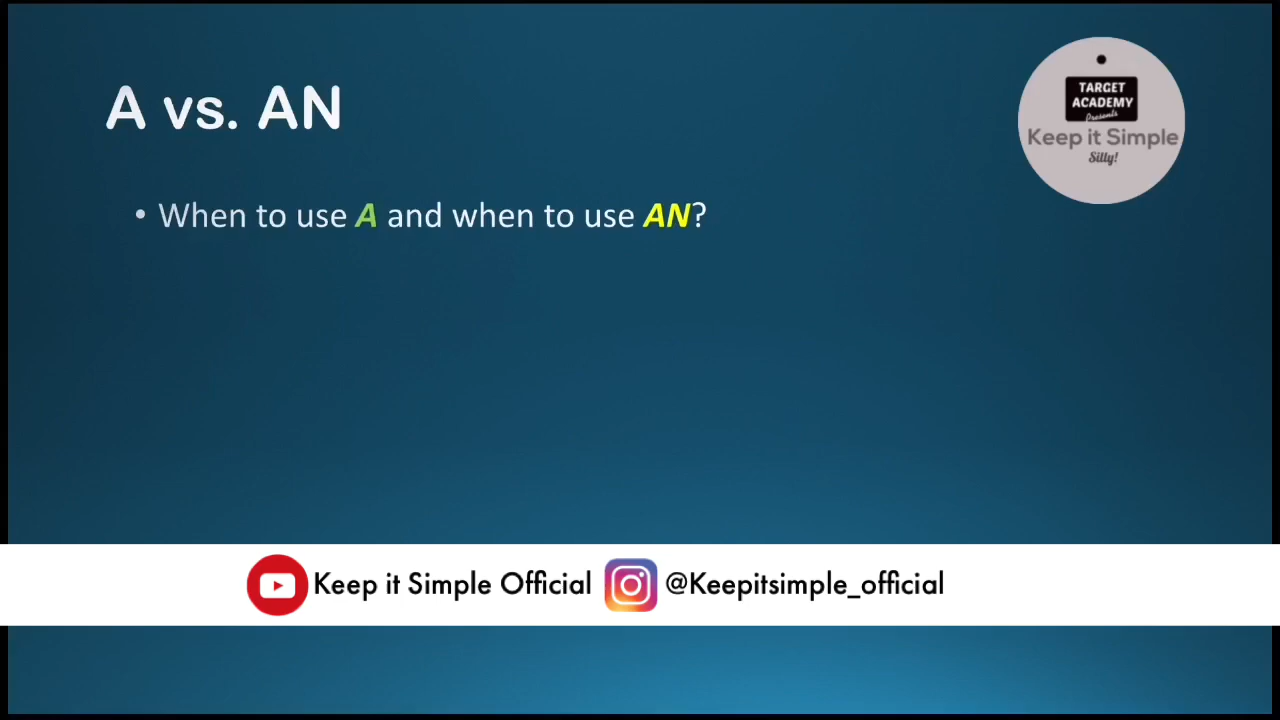 A vs. AN
TARGET
ACADEMY
Presents
Keep it Simple
Silly!
• When to use A and when to use AN?
Keep it Simple Official @Keepitsimple_official